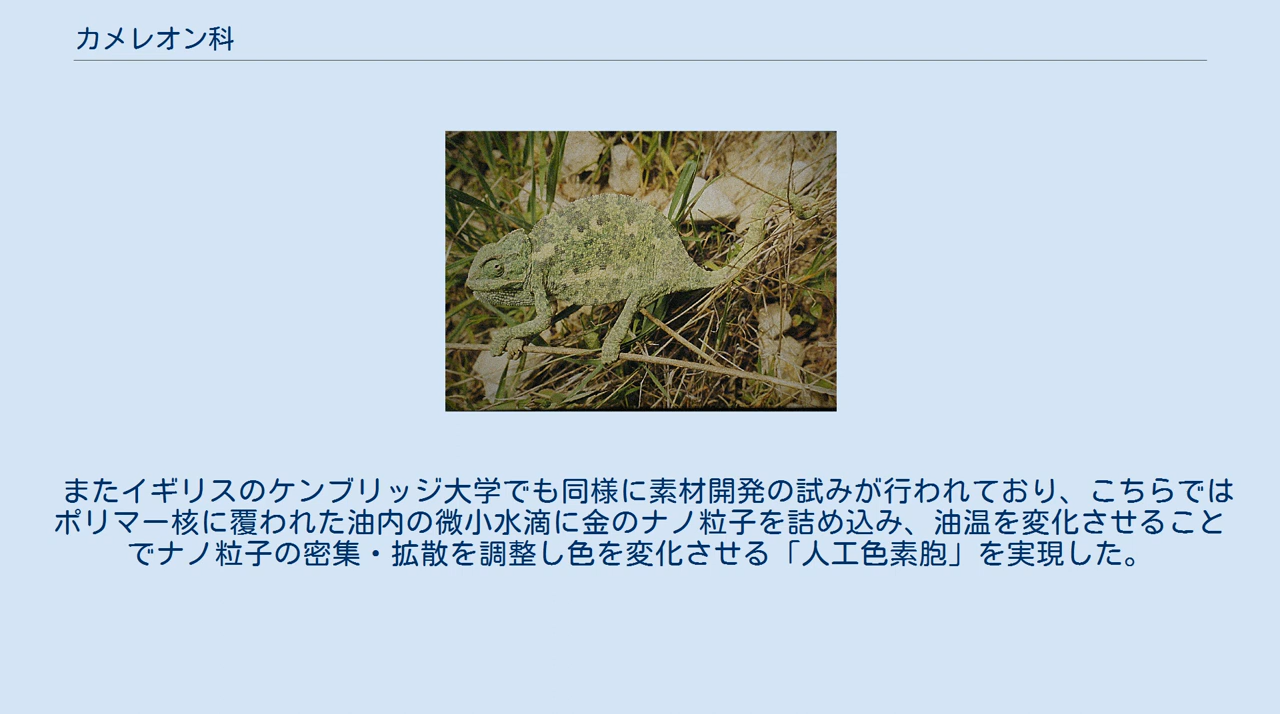 カメレオン科
またイギリスのケンブリッジ大学でも同様に素材開発の試みが行われており、こちらでは
ポリマー核に覆われた油内の微小水滴に金のナノ粒子を詰め込み、油温を変化させること
でナノ粒子の密集・拡散を調整し色を変化させる「人工色素胞」を実現した。